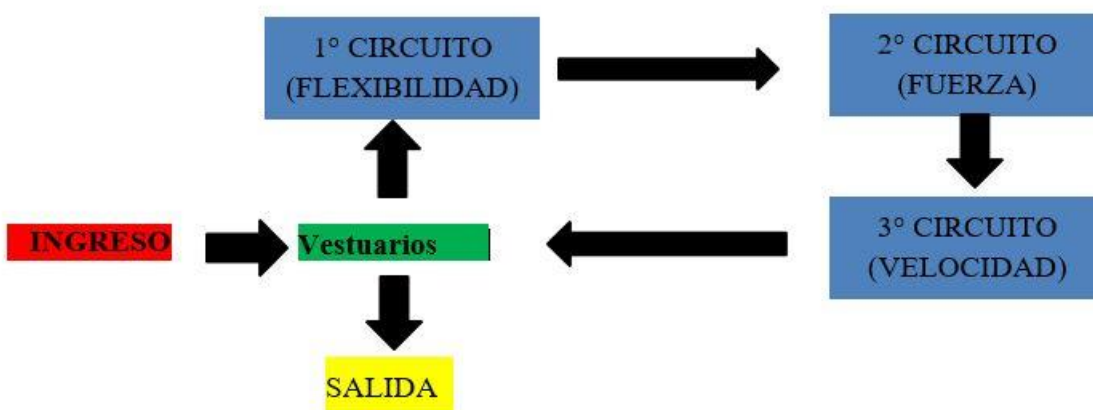 1° CIRCUITO
(FLEXIBILIDAD)
2° CIRCUITO
(FUERZA)
INGRESO
Vestuarios
3° CIRCUITO
(VELOCIDAD)
SALIDA